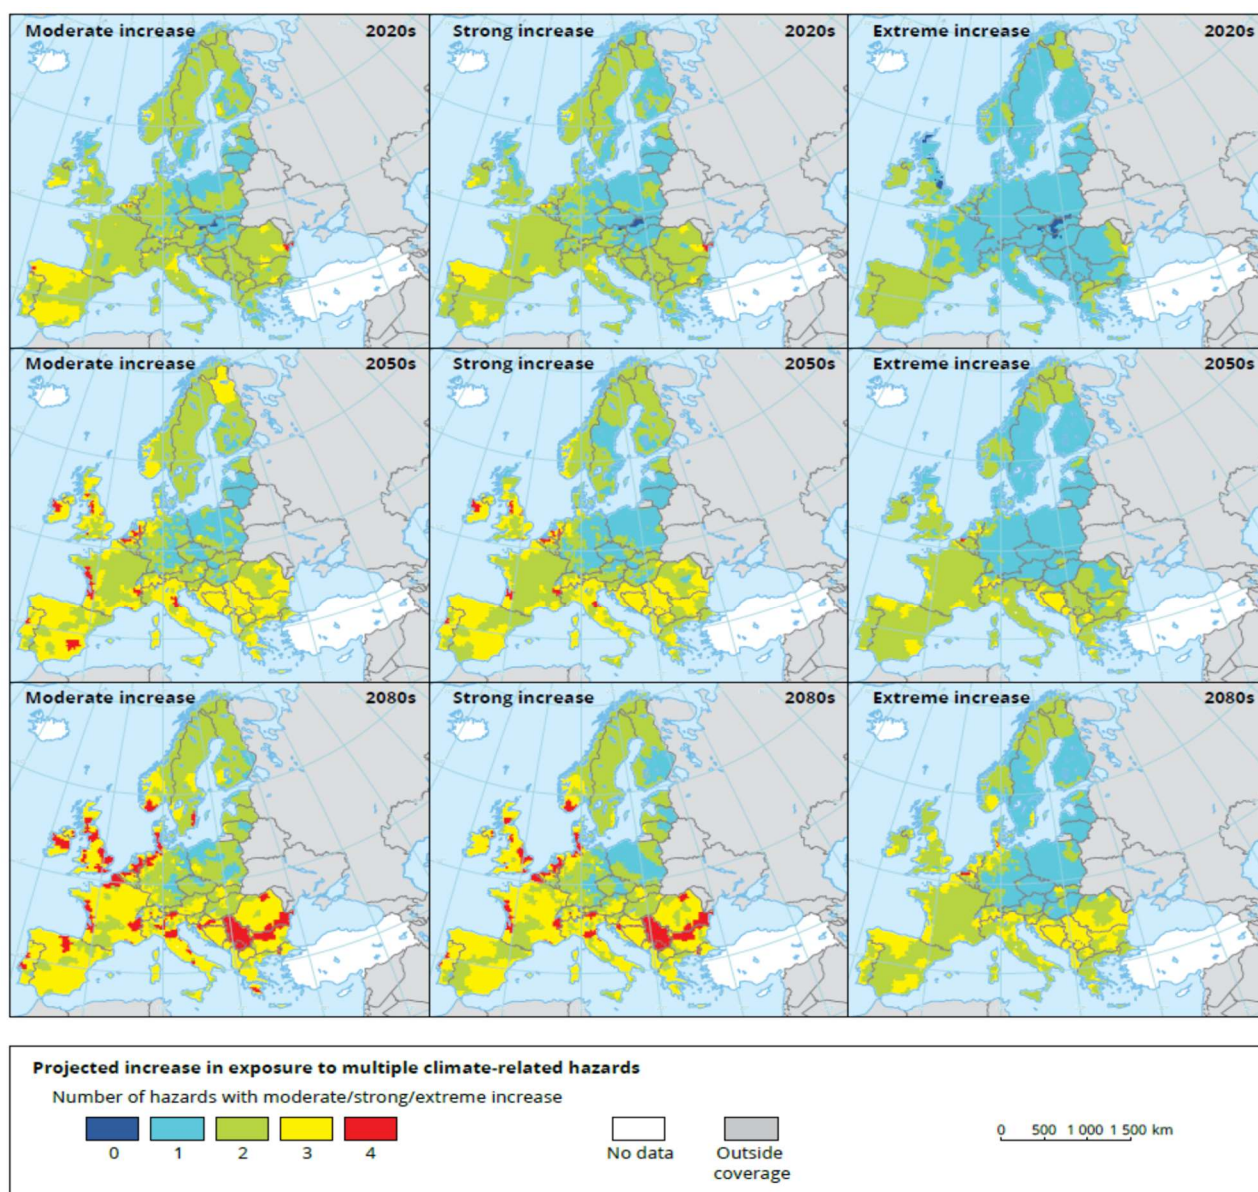 Moderate increase 2020s Strong increase 2020s Extreme increase 2020s
Moderate increase 2050s Strong increase 2050s Extreme increase 2050s
Moderate increase 2080s Strong increase 2080s Extreme increase 2080s
Projected increase in exposure to multiple climate-related hazards
Number of hazards with moderate/strong/extreme increase
0 1 2 3 4
No data
Outside
coverage
0 500 1 000 1 500 km